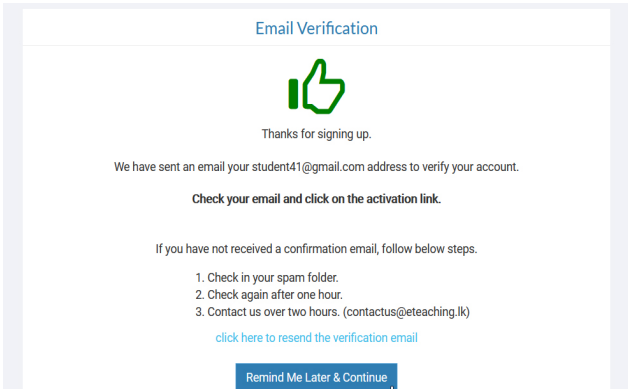 Email Verification
Thanks for signing up.
We have sent an email your student41@gmail.com address to verify your account.
Check your email and click on the activation link.
If you have not received a confirmation email, follow below steps.
1. Check in your spam folder.
2. Check again after one hour.
3. Contact us over two hours. (contactus@eteaching.lk)
click here to resend the verification email
Remind Me Later & Continue